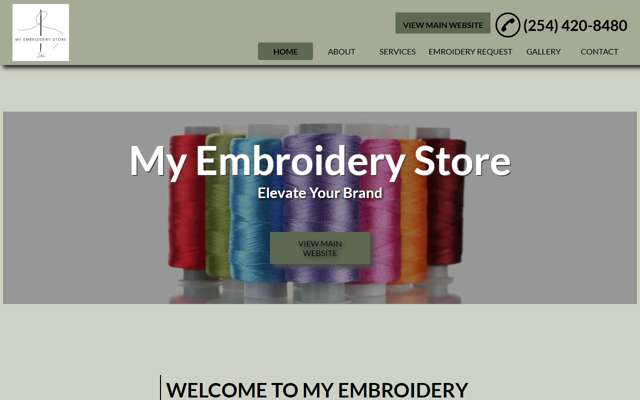 MY EMBROIDERY STORE
VIEW MAIN WEBSITE
(254) 420-8480
HOME
ABOUT
SERVICES
EMROIDERY REQUEST
GALLERY
CONTACT
My Embroidery Store
Elevate Your Brand
VIEW MAIN
WEBSITE
WELCOME TO MY EMBROIDERY